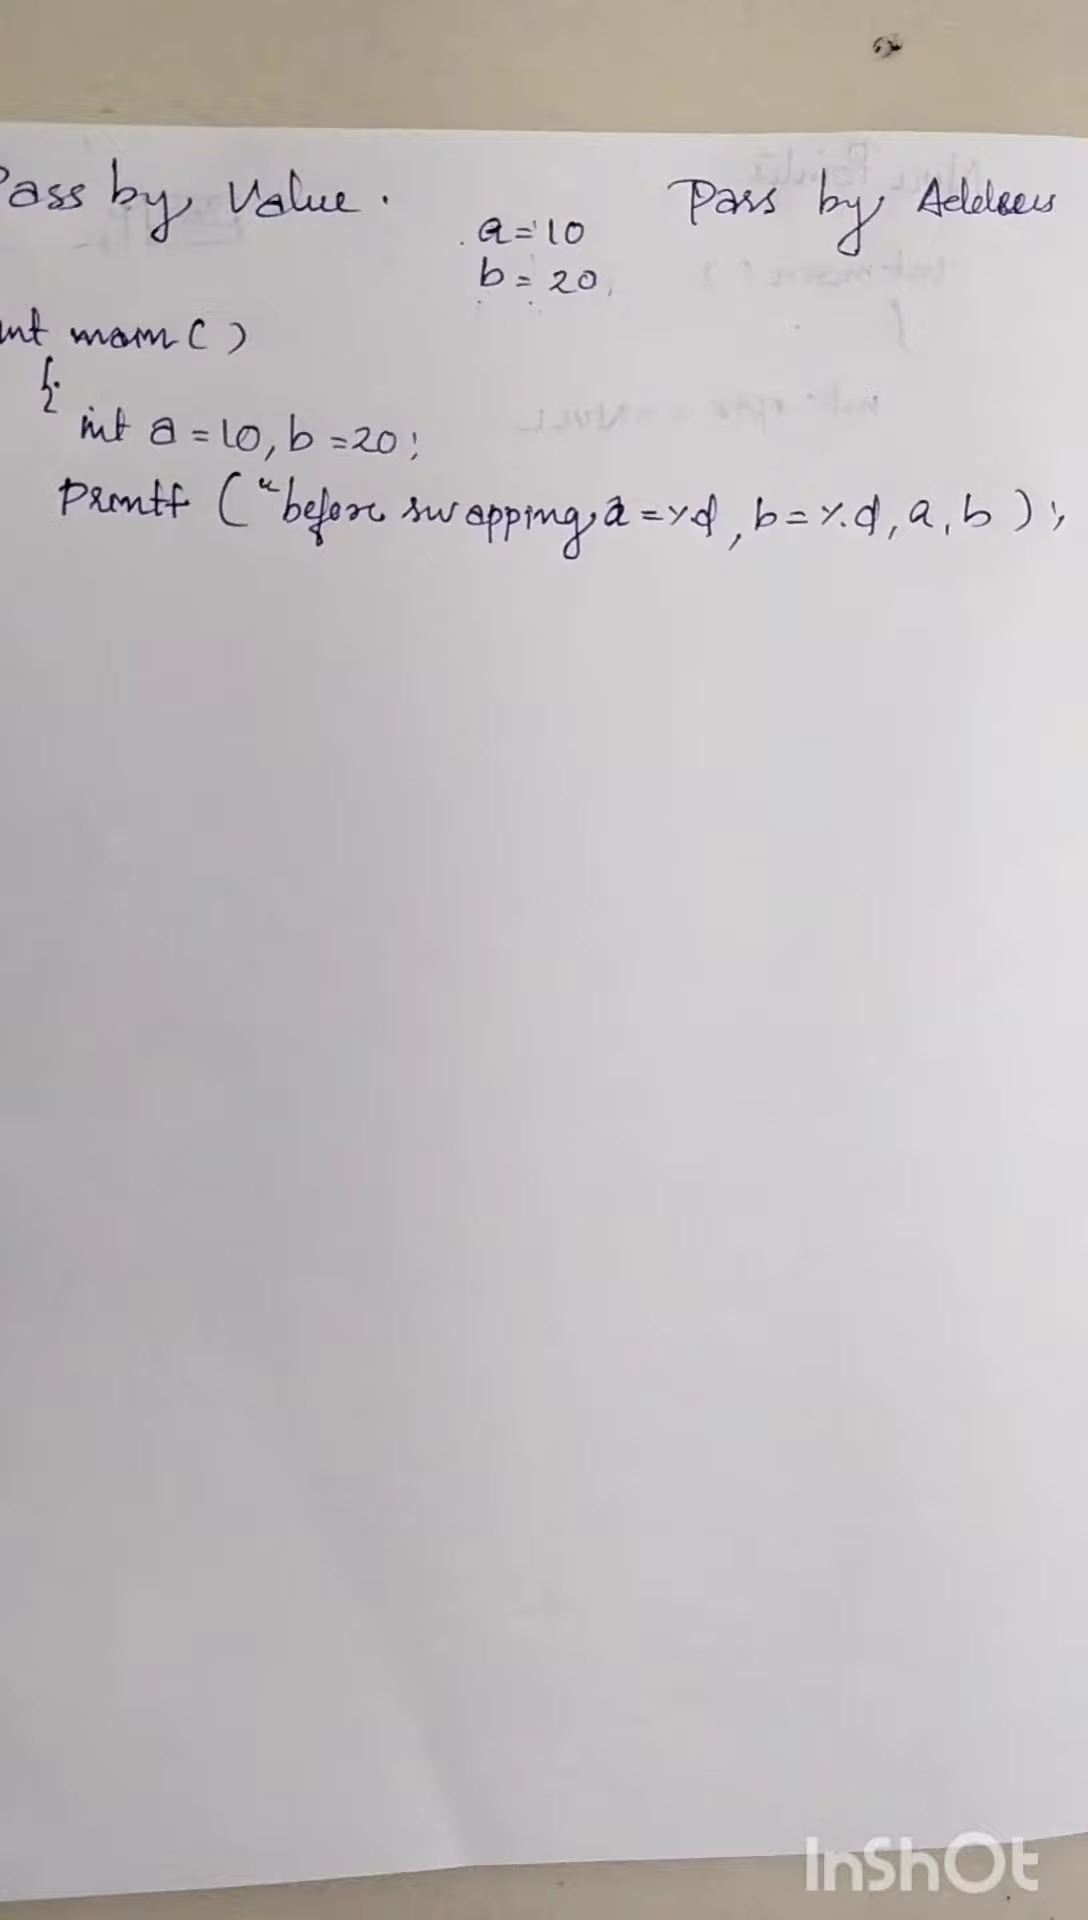 Pass by Value. Pass by Address
a=10
b=20,
int main()
{
int a=10, b=20;
Printf ("before swapping, a=%d, b=%d, a, b);
InShOt